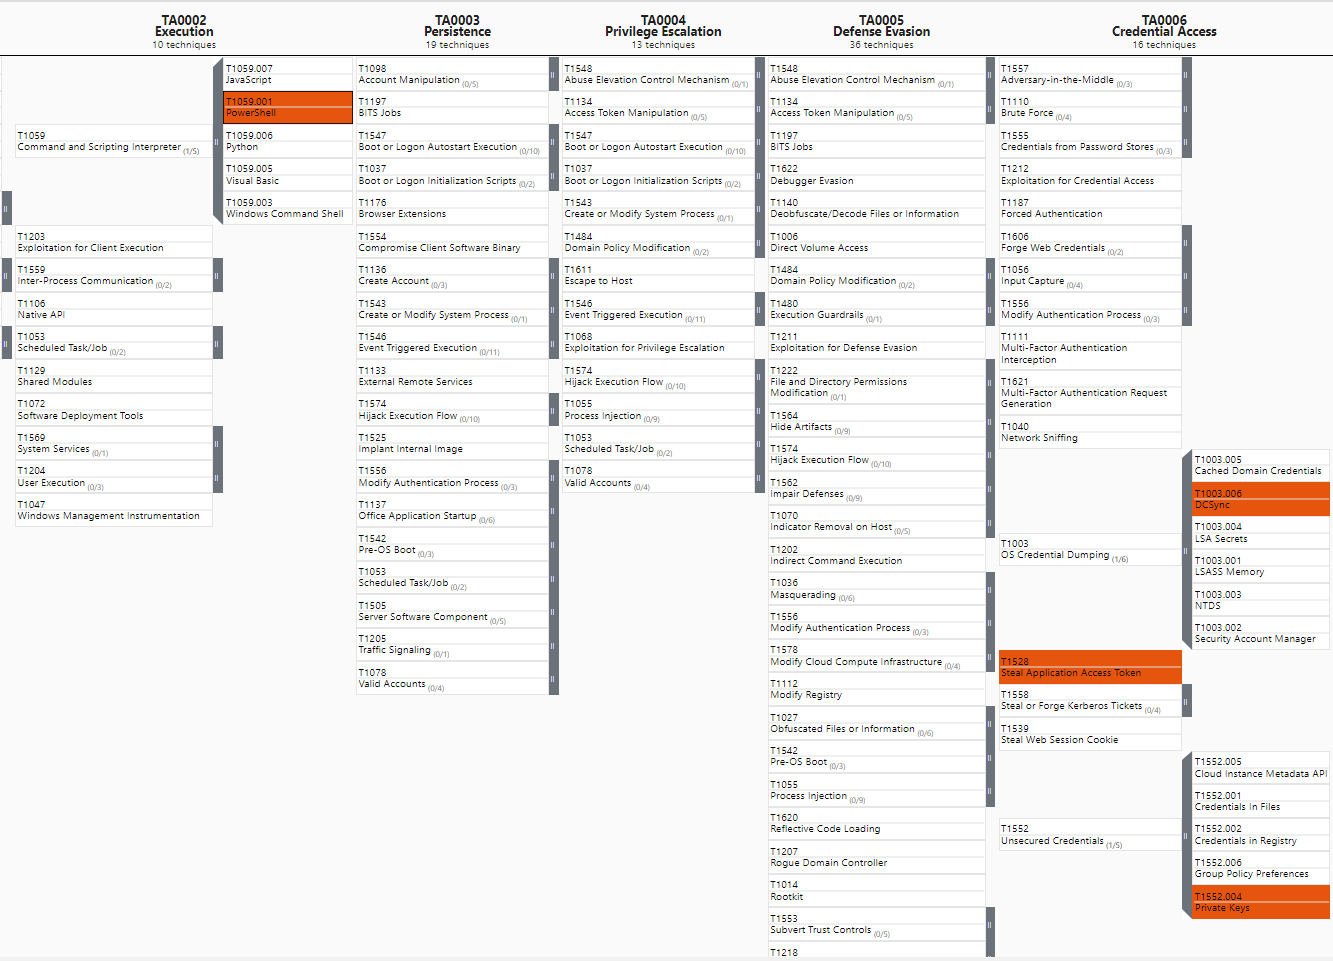 TA0002
Execution
10 techniques
T1059
Command and Scripting Interpreter (1/5)
T1059.007
JavaScript
T1059.001
PowerShell
T1059.006
Python
T1059.005
Visual Basic
T1059.003
Windows Command Shell
T1203
Exploitation for Client Execution
T1559
Inter-Process Communication (0/2)
T1106
Native API
T1053
Scheduled Task/Job (0/2)
T1129
Shared Modules
T1072
Software Deployment Tools
T1569
System Services (0/1)
T1204
User Execution (0/3)
T1047
Windows Management Instrumentation
TA0003
Persistence
19 techniques
T1098
Account Manipulation (0/5)
T1197
BITS Jobs
T1547
Boot or Logon Autostart Execution (0/10)
T1037
Boot or Logon Initialization Scripts (0/2)
T1176
Browser Extensions
T1554
Compromise Client Software Binary
T1136
Create Account (0/3)
T1543
Create or Modify System Process (0/1)
T1546
Event Triggered Execution (0/11)
T1133
External Remote Services
T1574
Hijack Execution Flow (0/10)
T1525
Implant Internal Image
T1556
Modify Authentication Process (0/3)
T1137
Office Application Startup (0/6)
T1542
Pre-OS Boot (0/3)
T1053
Scheduled Task/Job (0/2)
T1505
Server Software Component (0/5)
T1205
Traffic Signaling (0/1)
T1078
Valid Accounts (0/4)
TA0004
Privilege Escalation
13 techniques
T1548
Abuse Elevation Control Mechanism (0/1)
T1134
Access Token Manipulation (0/5)
T1547
Boot or Logon Autostart Execution (0/10)
T1037
Boot or Logon Initialization Scripts (0/2)
T1543
Create or Modify System Process (0/1)
T1484
Domain Policy Modification (0/2)
T1611
Escape to Host
T1546
Event Triggered Execution (0/11)
T1068
Exploitation for Privilege Escalation
T1574
Hijack Execution Flow (0/10)
T1055
Process Injection (0/9)
T1053
Scheduled Task/Job (0/2)
T1078
Valid Accounts (0/4)
TA0005
Defense Evasion
36 techniques
T1548
Abuse Elevation Control Mechanism (0/1)
T1134
Access Token Manipulation (0/5)
T1197
BITS Jobs
T1622
Debugger Evasion
T1140
Deobfuscate/Decode Files or Information
T1006
Direct Volume Access
T1484
Domain Policy Modification (0/2)
T1480
Execution Guardrails (0/1)
T1211
Exploitation for Defense Evasion
T1222
File and Directory Permissions
Modification (0/1)
T1564
Hide Artifacts (0/9)
T1574
Hijack Execution Flow (0/10)
T1562
Impair Defenses (0/9)
T1070
Indicator Removal on Host (0/5)
T1202
Indirect Command Execution
T1036
Masquerading (0/6)
T1556
Modify Authentication Process (0/3)
T1578
Modify Cloud Compute Infrastructure (0/4)
T1112
Modify Registry
T1027
Obfuscated Files or Information (0/6)
T1542
Pre-OS Boot (0/3)
T1055
Process Injection (0/9)
T1620
Reflective Code Loading
T1207
Rogue Domain Controller
T1014
Rootkit
T1553
Subvert Trust Controls (0/5)
T1218
TA0006
Credential Access
16 techniques
T1557
Adversary-in-the-Middle (0/3)
T1110
Brute Force (0/4)
T1555
Credentials from Password Stores (0/3)
T1212
Exploitation for Credential Access
T1187
Forced Authentication
T1606
Forge Web Credentials (0/2)
T1056
Input Capture (0/4)
T1556
Modify Authentication Process (0/3)
T1111
Multi-Factor Authentication
Interception
T1621
Multi-Factor Authentication Request
Generation
T1040
Network Sniffing
T1003
OS Credential Dumping (1/6)
T1003.005
Cached Domain Credentials
T1003.006
DCSync
T1003.004
LSA Secrets
T1003.001
LSASS Memory
T1003.003
NTDS
T1003.002
Security Account Manager
T1528
Steal Application Access Token
T1558
Steal or Forge Kerberos Tickets (0/4)
T1539
Steal Web Session Cookie
T1552
Unsecured Credentials (1/5)
T1552.005
Cloud Instance Metadata API
T1552.001
Credentials In Files
T1552.002
Credentials in Registry
T1552.006
Group Policy Preferences
T1552.004
Private Keys